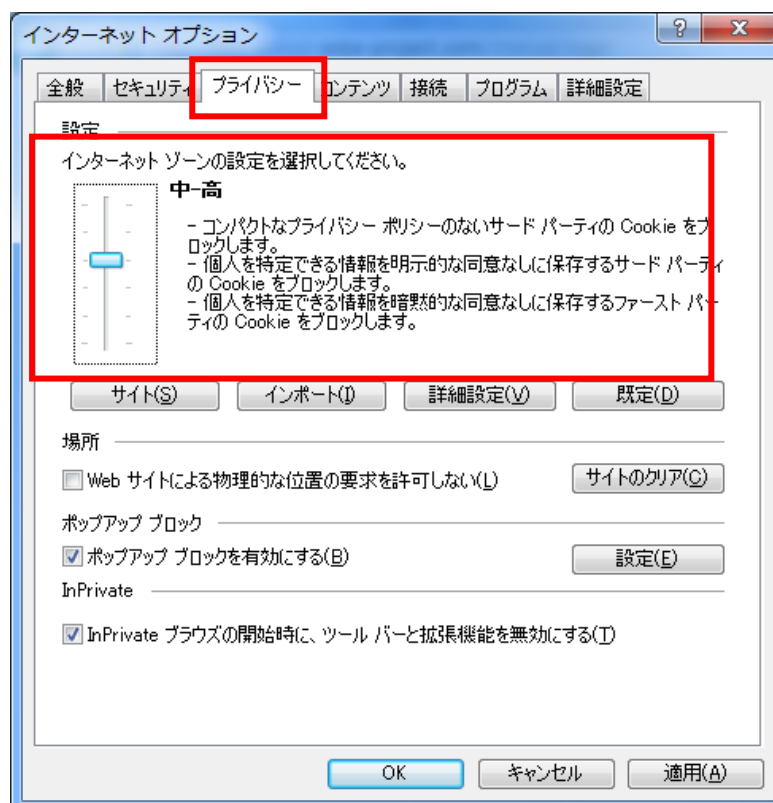 インターネット オプション
全般 セキュリティ プライバシー コンテンツ 接続 プログラム 詳細設定
設定
インターネット ゾーンの設定を選択してください。
中-高
- コンパクトなプライバシー ポリシーのないサード パーティの Cookie をブ
ロックします。
- 個人を特定できる情報を明示的な同意なしに保存するサード パーティ
の Cookie をブロックします。
- 個人を特定できる情報を暗黙的な同意なしに保存するファースト パー
ティの Cookie をブロックします。
サイト(S) インポート(I) 詳細設定(V) 既定(D)
場所
Web サイトによる物理的な位置の要求を許可しない(L) サイトのクリア(C)
ポップアップ ブロック
ポップアップ ブロックを有効にする(B) 設定(E)
InPrivate
InPrivate ブラウズの開始時に、ツール バーと拡張機能を無効にする(T)
OK キャンセル 適用(A)